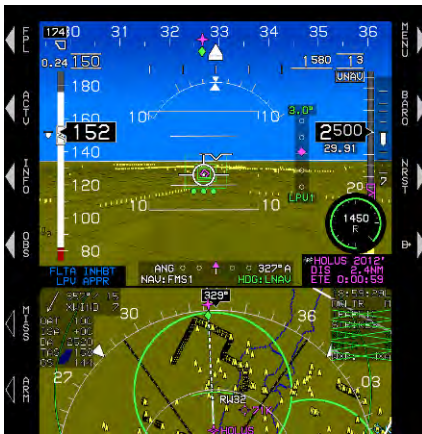 30 31 32 33 34 35 36
174
0.24 150
1580 13
VNAV
180
160
152
140
120
100
80
10 10
10 10
3.0°
LPV1
2500
29.91
20
1450
R
FLTA INHBT
LPV APPR
ANG 327°A
NAV:FMS1 HDG:LNAV
HOLUS 2012'
DIS 2.4NM
ETE 0:00:59
329°
27
30
36
03
RW32
HOLUS
MENU
BARO
NRST
D
ACTV
INFO
OBS
MISS
ARM